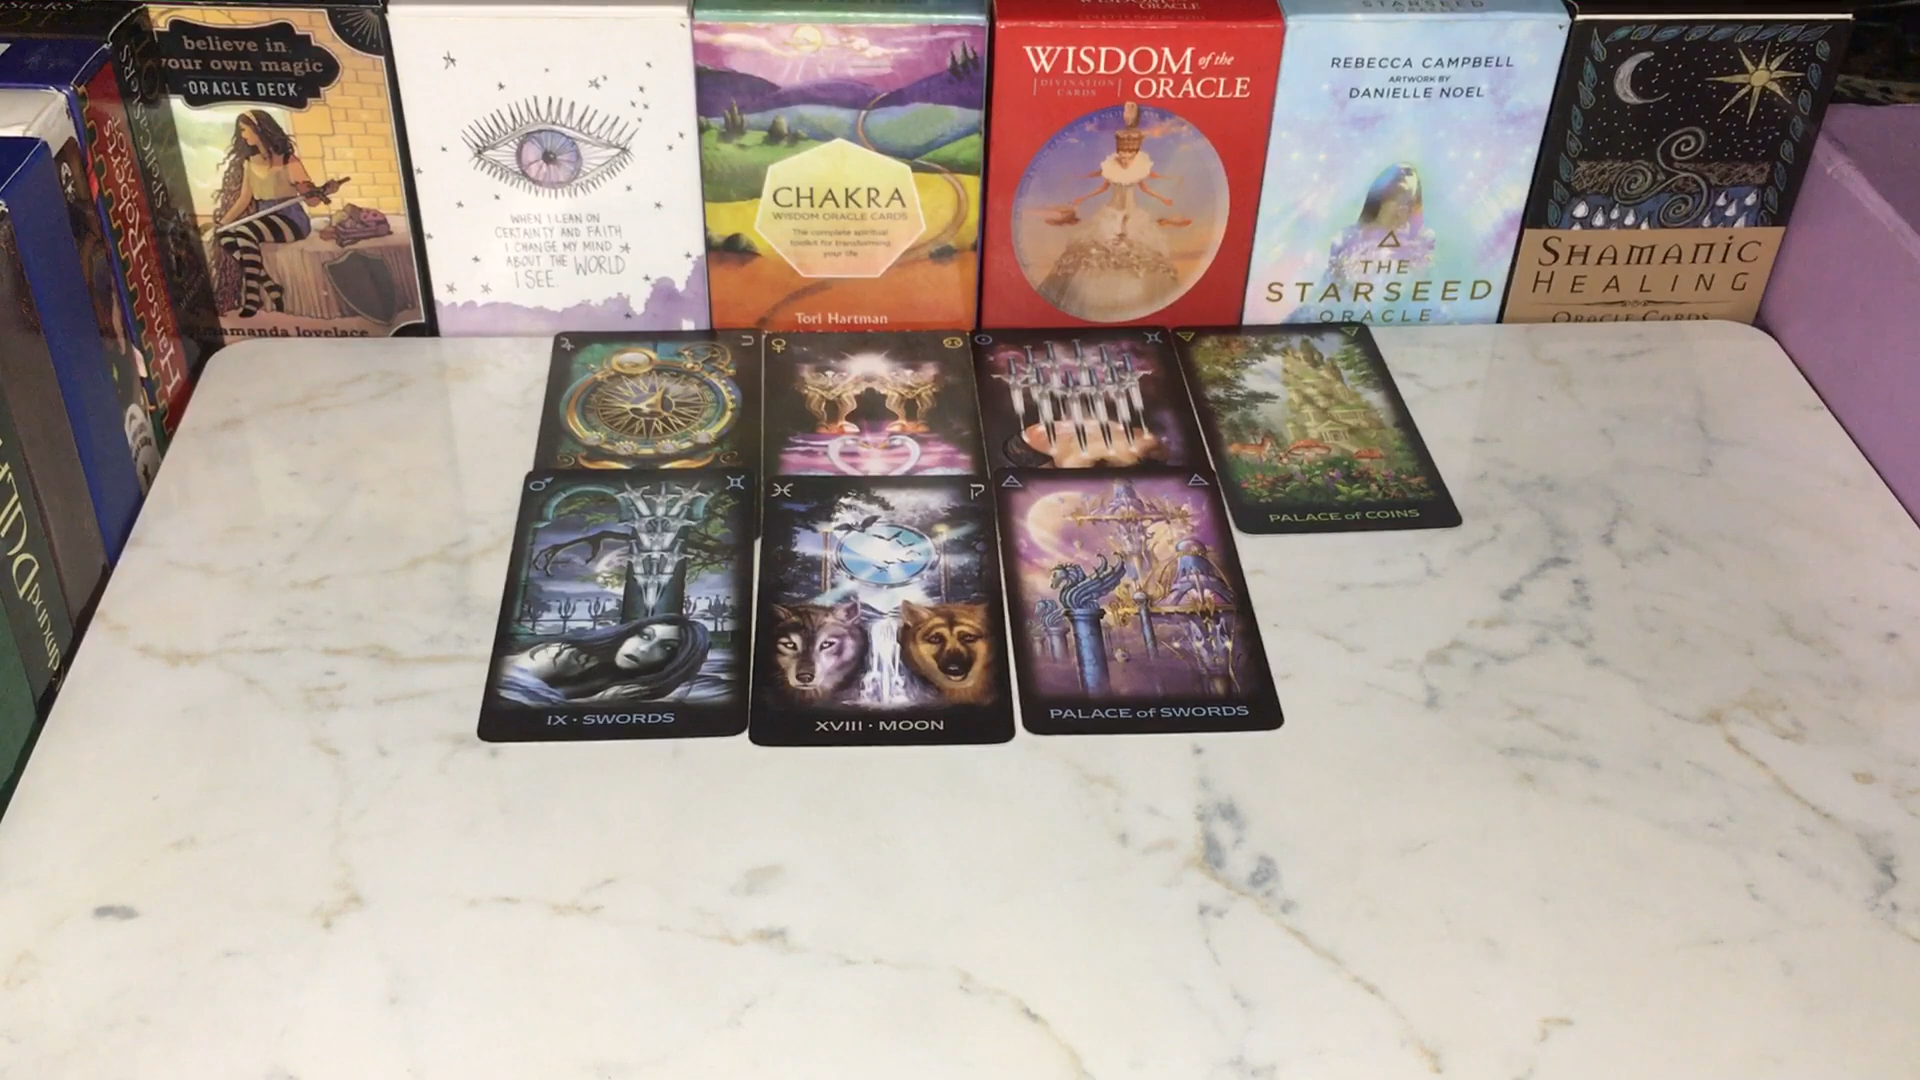 believe in
your own magic
ORACLE DECK
amanda lovelace
WHEN I LEAN ON
CERTAINTY AND FAITH
I CHANGE MY MIND
ABOUT THE WORLD
I SEE.
CHAKRA
WISDOM ORACLE CARDS
The complete spiritual
toolkit for transforming
your life
Tori Hartman
ORACLE
WISDOM of the
DIVINATION
CARDS
ORACLE
STARSEED
REBECCA CAMPBELL
ARTWORK BY
DANIELLE NOEL
THE
STARSEED
ORACLE
SHAMANIC
HEALING
ORACLE CARDS
PALACE of COINS
IX · SWORDS
XVIII · MOON
PALACE of SWORDS